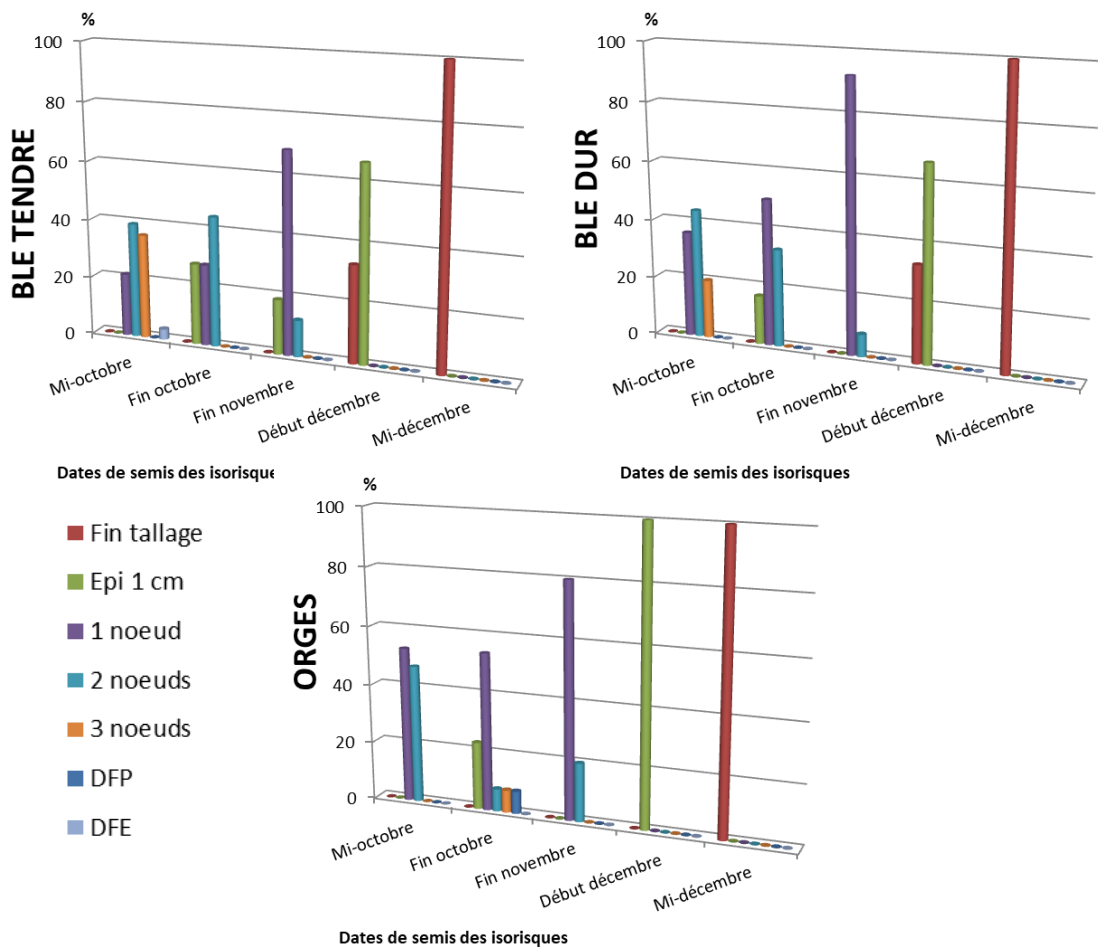 %
100
80
60
40
20
0
BLE TENDRE
Mi-octobre
Fin octobre
Fin novembre
Début décembre
Mi-décembre
Dates de semis des isorisque
%
100
80
60
40
20
0
BLE DUR
Mi-octobre
Fin octobre
Fin novembre
Début décembre
Mi-décembre
Dates de semis des isorisques
Fin tallage
Epi 1 cm
1 noeud
2 noeuds
3 noeuds
DFP
DFE
%
100
80
60
40
20
0
ORGES
Mi-octobre
Fin octobre
Fin novembre
Début décembre
Mi-décembre
Dates de semis des isorisques